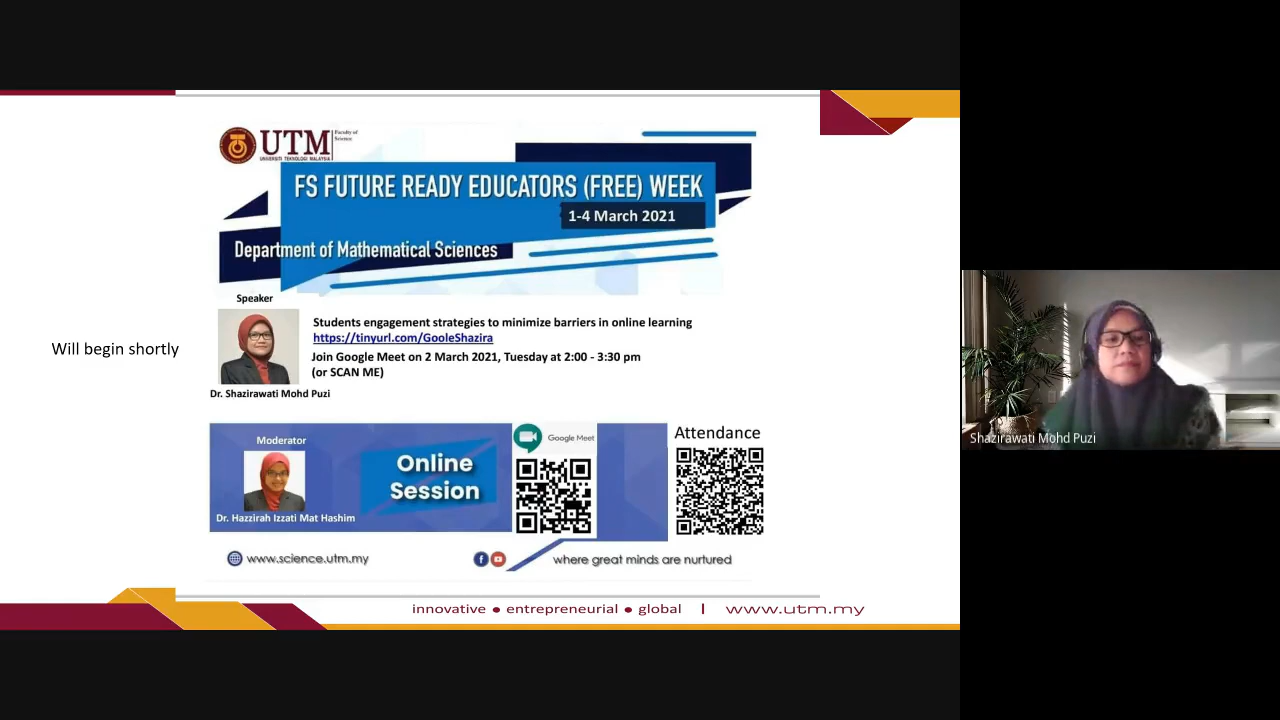 UTM
Faculty of
Science
UNIVERSITI TEKNOLOGI MALAYSIA
FS FUTURE READY EDUCATORS (FREE) WEEK
1-4 March 2021
Department of Mathematical Sciences
Speaker
Students engagement strategies to minimize barriers in online learning
https://tinyurl.com/GooleShazira
Join Google Meet on 2 March 2021, Tuesday at 2:00 - 3:30 pm
(or SCAN ME)
Dr. Shazirawati Mohd Puzi
Will begin shortly
Moderator
Online
Session
Google Meet
Attendance
Dr. Hazzirah Izzati Mat Hashim
www.science.utm.my
where great minds are nurtured
innovative ● entrepreneurial ● global | www.utm.my
Shazirawati Mohd Puzi